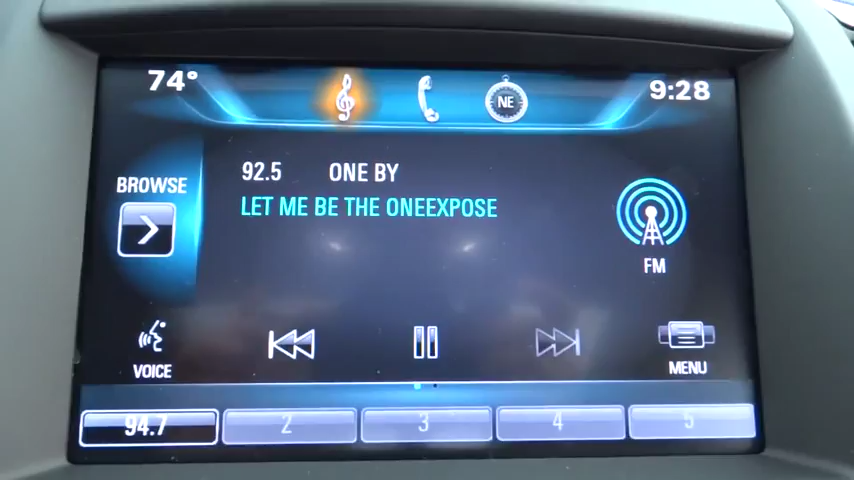 74°
NE
9:28
92.5 ONE BY
LET ME BE THE ONEEXPOSE
BROWSE
FM
VOICE
MENU
94.7 2 3 4 5